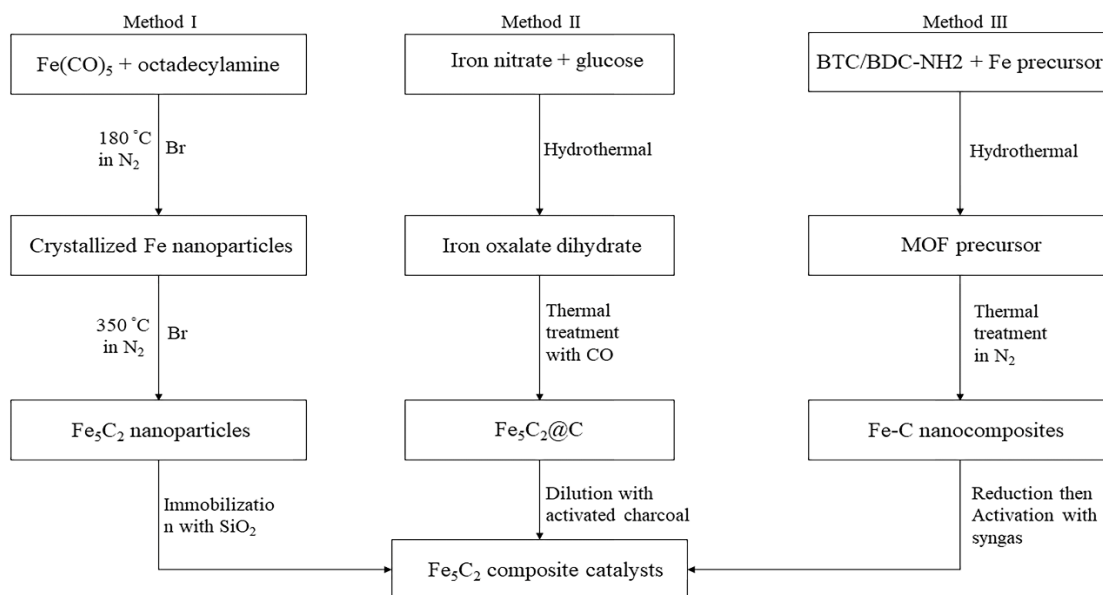 Method I
Fe(CO)₅ + octadecylamine
180 ˚C
in N₂
Br
Crystallized Fe nanoparticles
350 ˚C
in N₂
Br
Fe₅C₂ nanoparticles
Immobilizatio
n with SiO₂
Method II
Iron nitrate + glucose
Hydrothermal
Iron oxalate dihydrate
Thermal
treatment
with CO
Fe₅C₂@C
Dilution with
activated charcoal
Method III
BTC/BDC-NH2 + Fe precursor
Hydrothermal
MOF precursor
Thermal
treatment
in N₂
Fe-C nanocomposites
Reduction then
Activation with
syngas
Fe₅C₂ composite catalysts